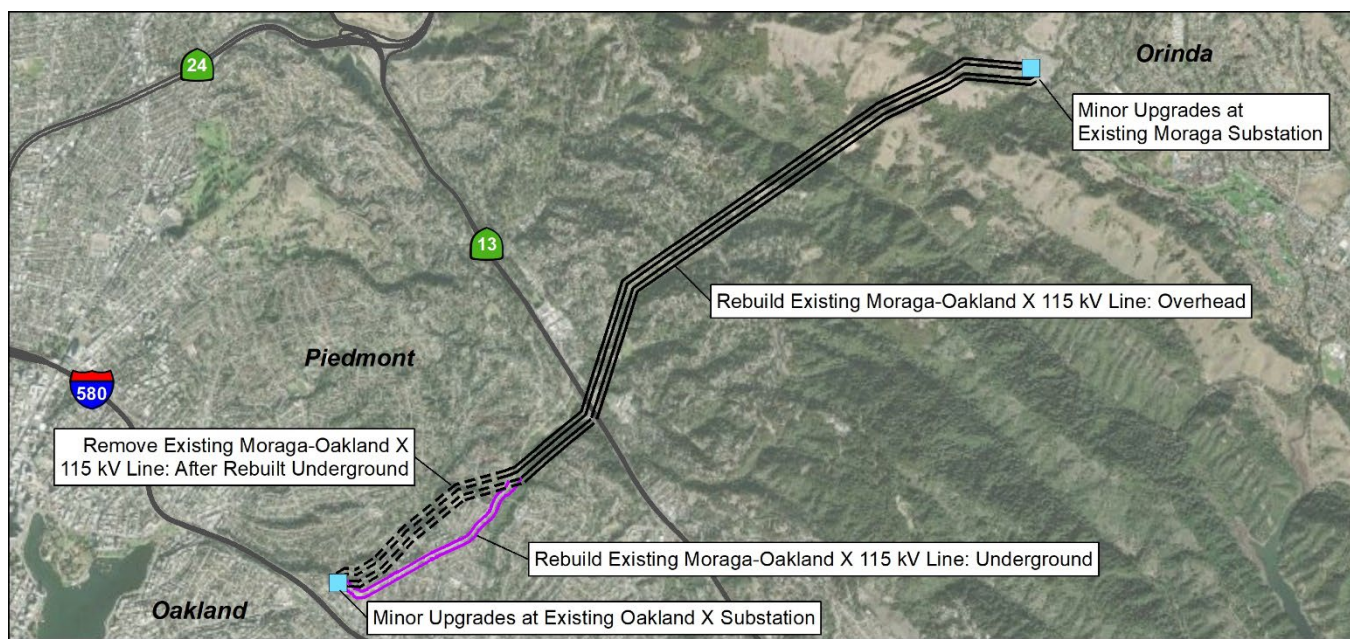 24
Orinda
Minor Upgrades at
Existing Moraga Substation
13
Rebuild Existing Moraga-Oakland X 115 kV Line: Overhead
Piedmont
580
Remove Existing Moraga-Oakland X
115 kV Line: After Rebuilt Underground
Rebuild Existing Moraga-Oakland X 115 kV Line: Underground
Oakland
Minor Upgrades at Existing Oakland X Substation